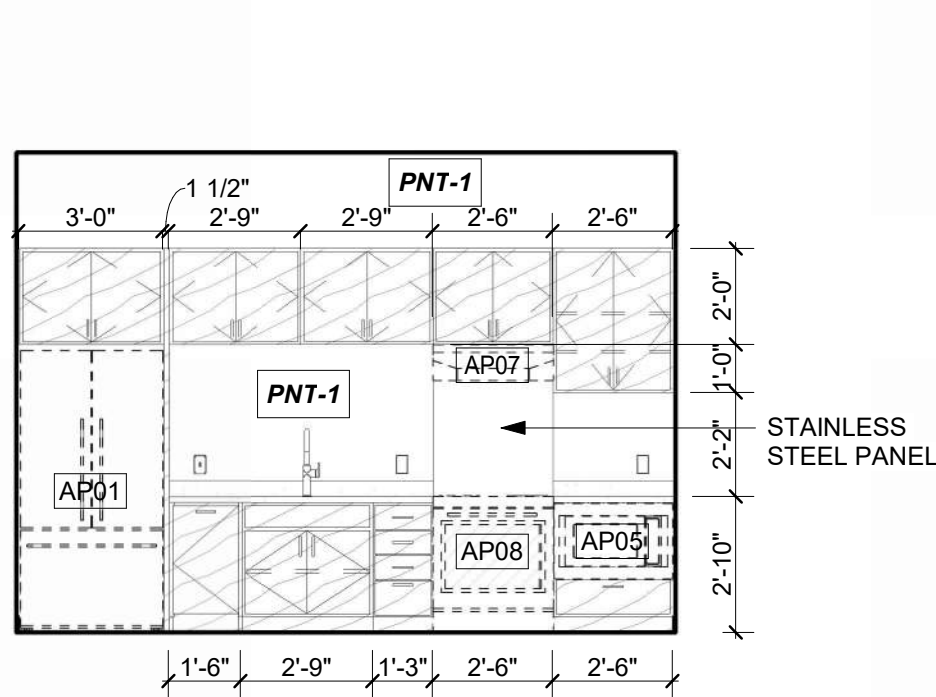 PNT-1
1 1/2"
3'-0"
2'-9"
2'-9"
2'-6"
2'-6"
2'-0"
AP07
1'-0"
PNT-1
2'-2"
STAINLESS
STEEL PANEL
AP01
AP08
AP05
2'-10"
1'-6"
2'-9"
1'-3"
2'-6"
2'-6"